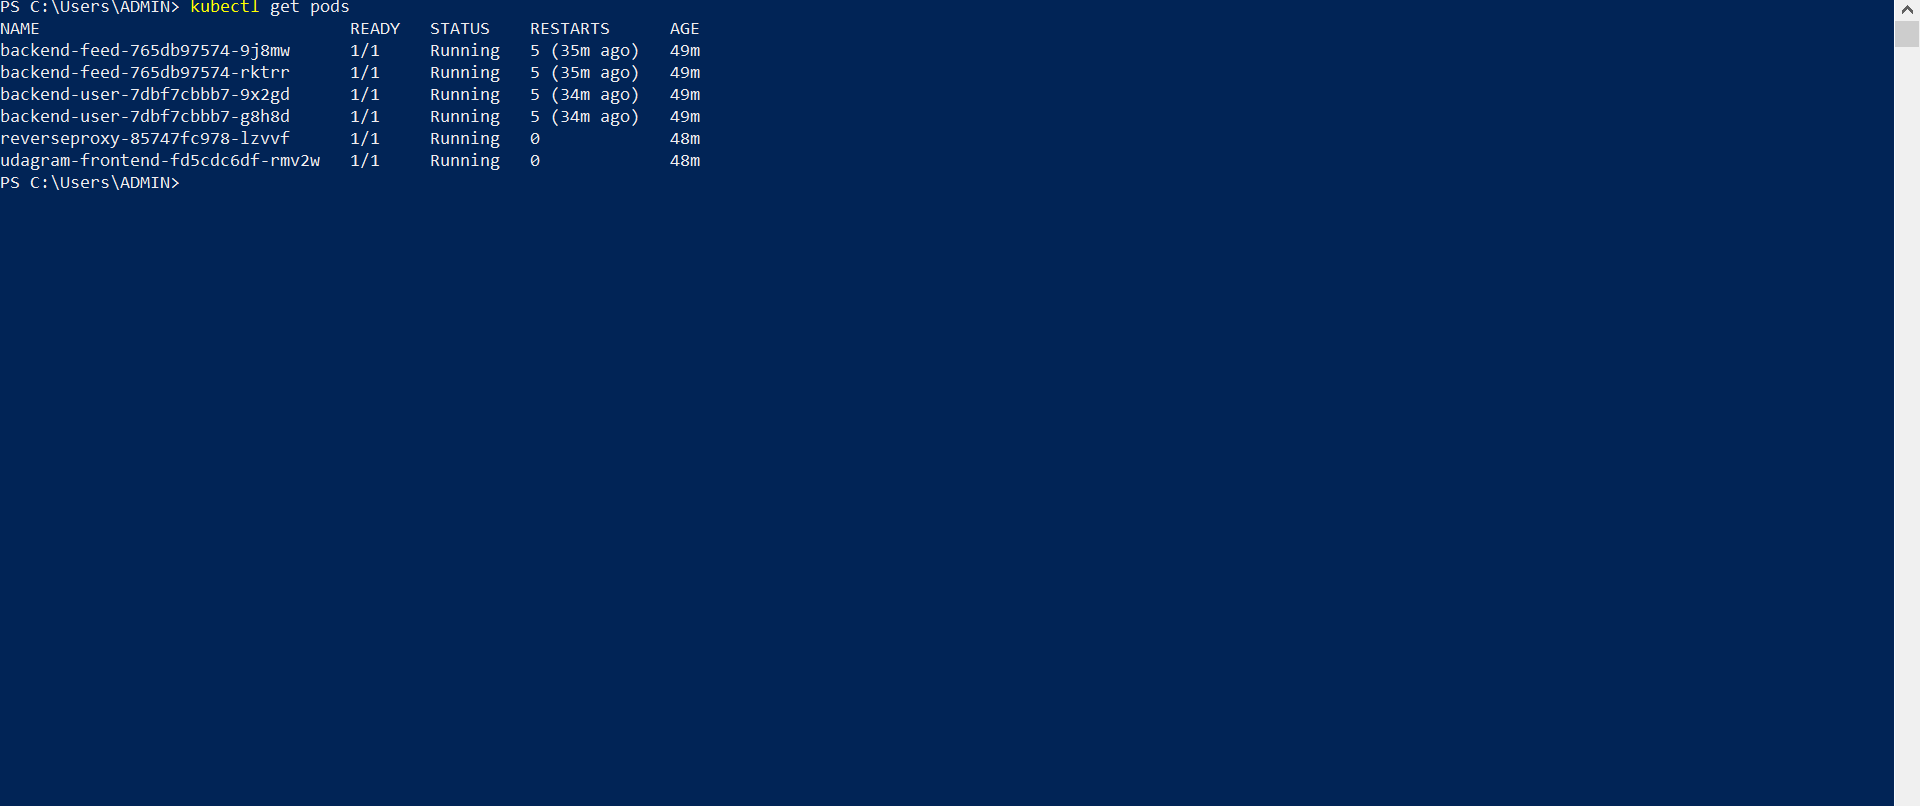 PS C:\Users\ADMIN> kubectl get pods
NAME                               READY   STATUS    RESTARTS      AGE
backend-feed-765db97574-9j8mw      1/1     Running   5 (35m ago)   49m
backend-feed-765db97574-rktrr      1/1     Running   5 (35m ago)   49m
backend-user-7dbf7cbbb7-9x2gd      1/1     Running   5 (34m ago)   49m
backend-user-7dbf7cbbb7-g8h8d      1/1     Running   5 (34m ago)   49m
reverseproxy-85747fc978-lzvvf      1/1     Running   0             48m
udagram-frontend-fd5cdc6df-rmv2w   1/1     Running   0             48m
PS C:\Users\ADMIN>